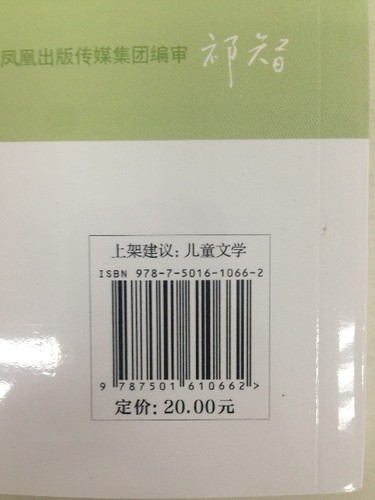 凤凰出版传媒集团编审 祁智
上架建议: 儿童文学
ISBN 978-7-5016-1066-2
9 787501 610662 >
定价: 20.00元